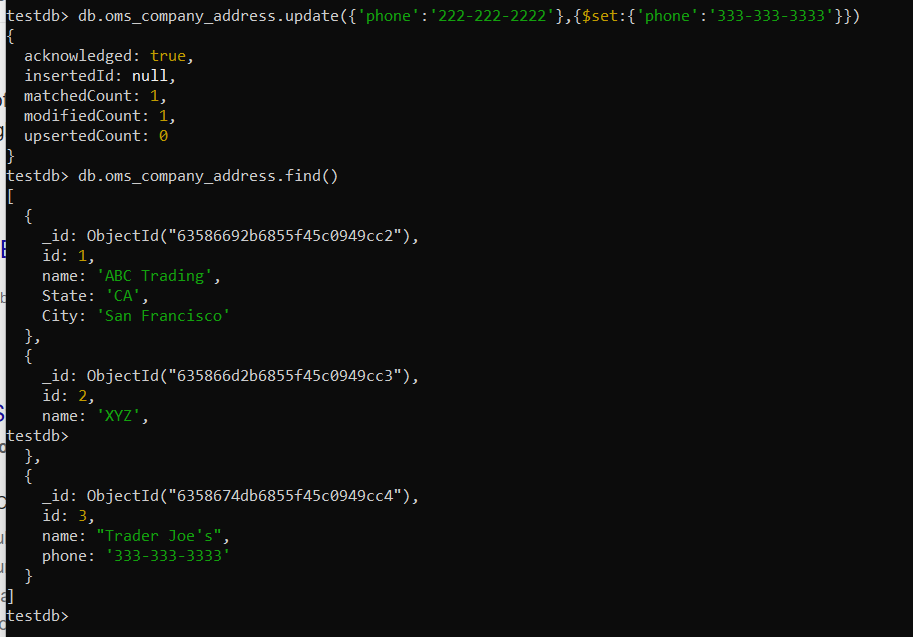 testdb> db.oms_company_address.update({'phone':'222-222-2222'},{$set:{'phone':'333-333-3333'}})
{
  acknowledged: true,
  insertedId: null,
  matchedCount: 1,
  modifiedCount: 1,
  upsertedCount: 0
}
testdb> db.oms_company_address.find()
[
  {
    _id: ObjectId("63586692b6855f45c0949cc2"),
    id: 1,
    name: 'ABC Trading',
    State: 'CA',
    City: 'San Francisco'
  },
  {
    _id: ObjectId("635866d2b6855f45c0949cc3"),
    id: 2,
    name: 'XYZ',
testdb>
  },
  {
    _id: ObjectId("6358674db6855f45c0949cc4"),
    id: 3,
    name: "Trader Joe's",
    phone: '333-333-3333'
  }
]
testdb>